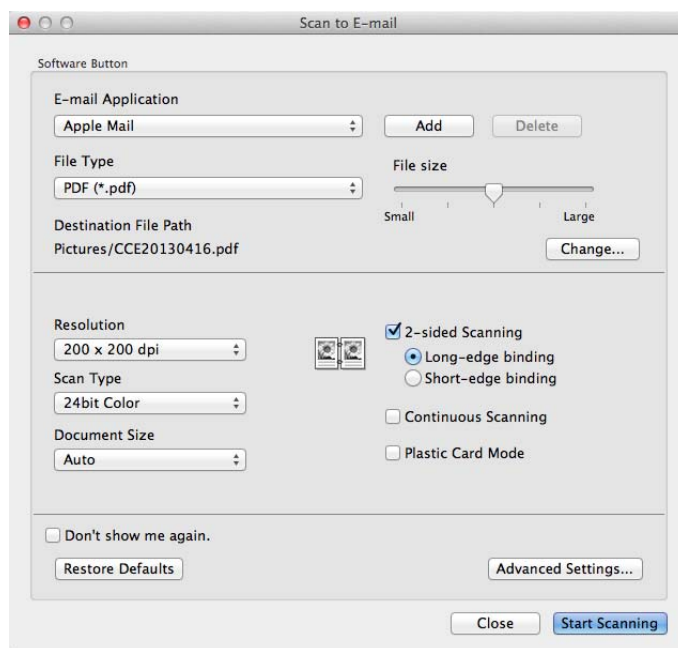 Scan to E-mail
Software Button
E-mail Application
Apple Mail
Add
Delete
File Type
File size
PDF (*.pdf)
Small
Large
Destination File Path
Pictures/CCE20130416.pdf
Change...
Resolution
200 x 200 dpi
2-sided Scanning
Long-edge binding
Scan Type
Short-edge binding
24bit Color
Continuous Scanning
Document Size
Auto
Plastic Card Mode
Don't show me again.
Restore Defaults
Advanced Settings...
Close
Start Scanning